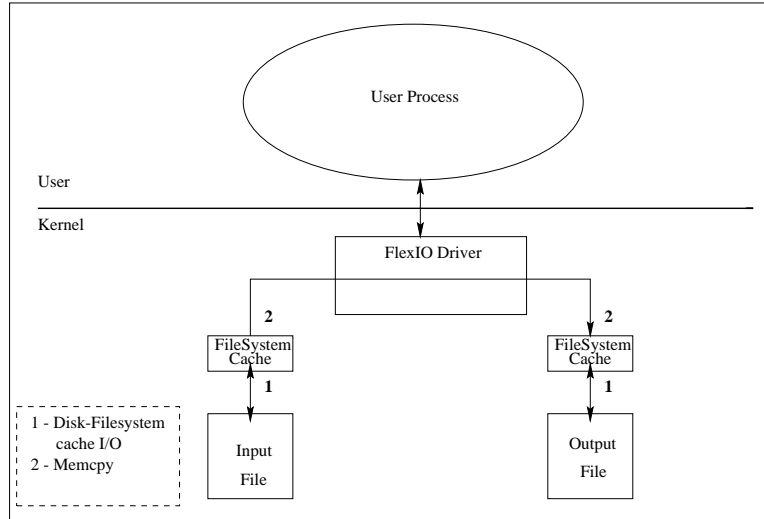 User Process
User
Kernel
FlexIO Driver
2
2
FileSystem
Cache
FileSystem
Cache
1
1
1 - Disk-Filesystem
cache I/O
2 - Memcpy
Input
File
Output
File